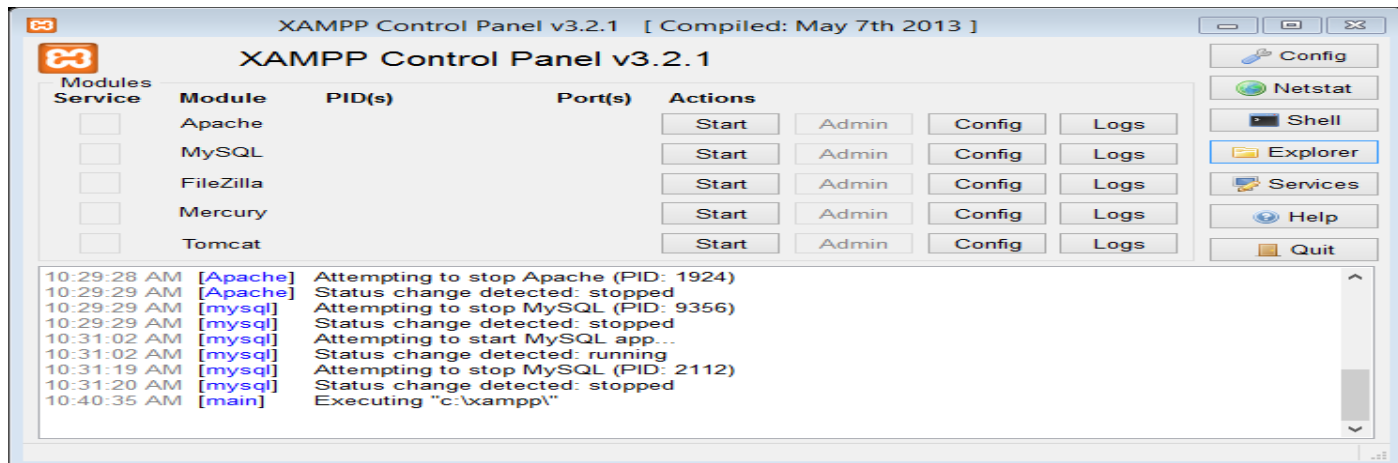 XAMPP Control Panel v3.2.1 [ Compiled: May 7th 2013 ]
XAMPP Control Panel v3.2.1
Config
Netstat
Shell
Explorer
Services
Help
Quit
Modules
Service Module PID(s) Port(s) Actions
Apache Start Admin Config Logs
MySQL Start Admin Config Logs
FileZilla Start Admin Config Logs
Mercury Start Admin Config Logs
Tomcat Start Admin Config Logs
10:29:28 AM [Apache] Attempting to stop Apache (PID: 1924)
10:29:29 AM [Apache] Status change detected: stopped
10:29:29 AM [mysql] Attempting to stop MySQL (PID: 9356)
10:29:29 AM [mysql] Status change detected: stopped
10:31:02 AM [mysql] Attempting to start MySQL app...
10:31:02 AM [mysql] Status change detected: running
10:31:19 AM [mysql] Attempting to stop MySQL (PID: 2112)
10:31:20 AM [mysql] Status change detected: stopped
10:40:35 AM [main] Executing "c:\xampp\"